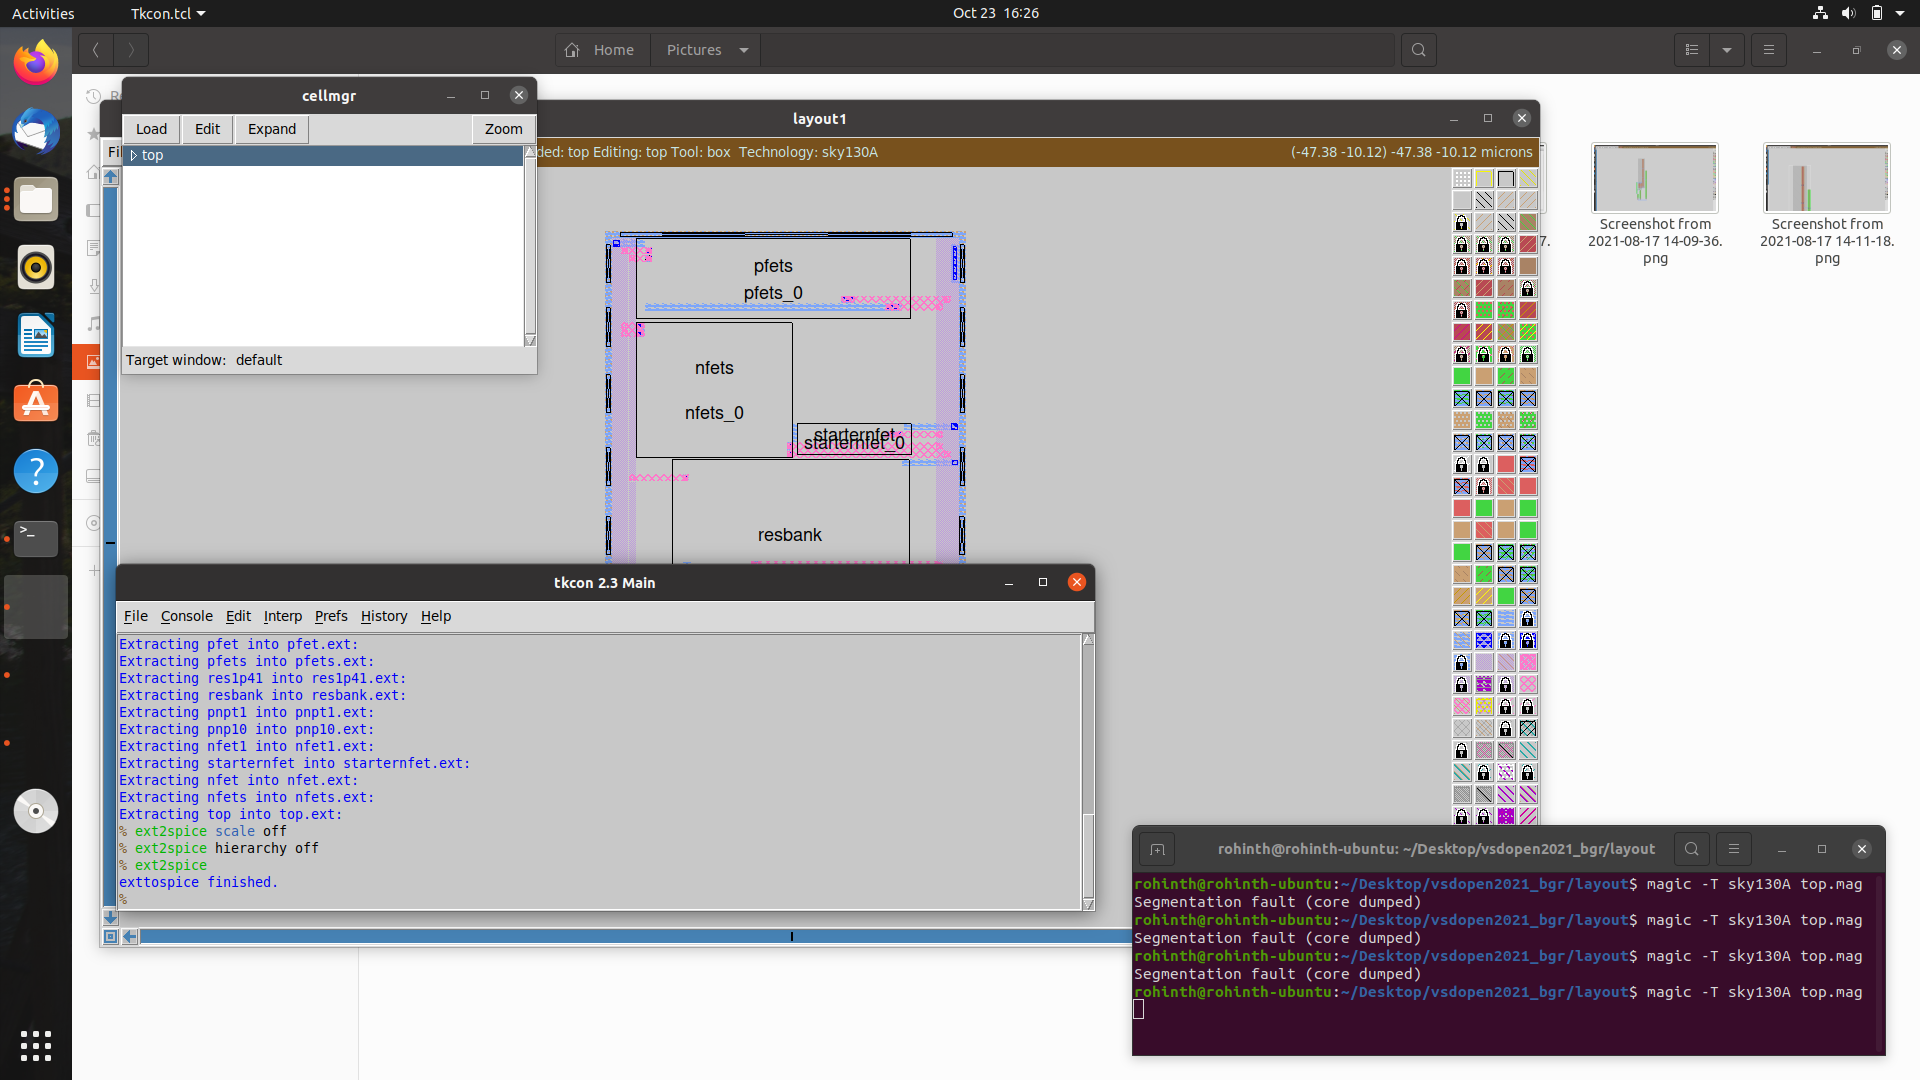 Activities
Tkcon.tcl
Oct 23 16:26
Home
Pictures
cellmgr
Load
Edit
Expand
Zoom
top
Target window: default
layout1
ded: top Editing: top Tool: box Technology: sky130A
(-47.38 -10.12) -47.38 -10.12 microns
pfets
pfets_0
nfets
nfets_0
starternfet
starternfet_0
resbank
Screenshot from
2021-08-17 14-09-36.
png
Screenshot from
2021-08-17 14-11-18.
png
7.
tkcon 2.3 Main
File
Console
Edit
Interp
Prefs
History
Help
Extracting pfet into pfet.ext:
Extracting pfets into pfets.ext:
Extracting res1p41 into res1p41.ext:
Extracting resbank into resbank.ext:
Extracting pnpt1 into pnpt1.ext:
Extracting pnp10 into pnp10.ext:
Extracting nfet1 into nfet1.ext:
Extracting starternfet into starternfet.ext:
Extracting nfet into nfet.ext:
Extracting nfets into nfets.ext:
Extracting top into top.ext:
% ext2spice scale off
% ext2spice hierarchy off
% ext2spice
exttospice finished.
%
rohinth@rohinth-ubuntu: ~/Desktop/vsdopen2021_bgr/layout
rohinth@rohinth-ubuntu:~/Desktop/vsdopen2021_bgr/layout$ magic -T sky130A top.mag
Segmentation fault (core dumped)
rohinth@rohinth-ubuntu:~/Desktop/vsdopen2021_bgr/layout$ magic -T sky130A top.mag
Segmentation fault (core dumped)
rohinth@rohinth-ubuntu:~/Desktop/vsdopen2021_bgr/layout$ magic -T sky130A top.mag
Segmentation fault (core dumped)
rohinth@rohinth-ubuntu:~/Desktop/vsdopen2021_bgr/layout$ magic -T sky130A top.mag